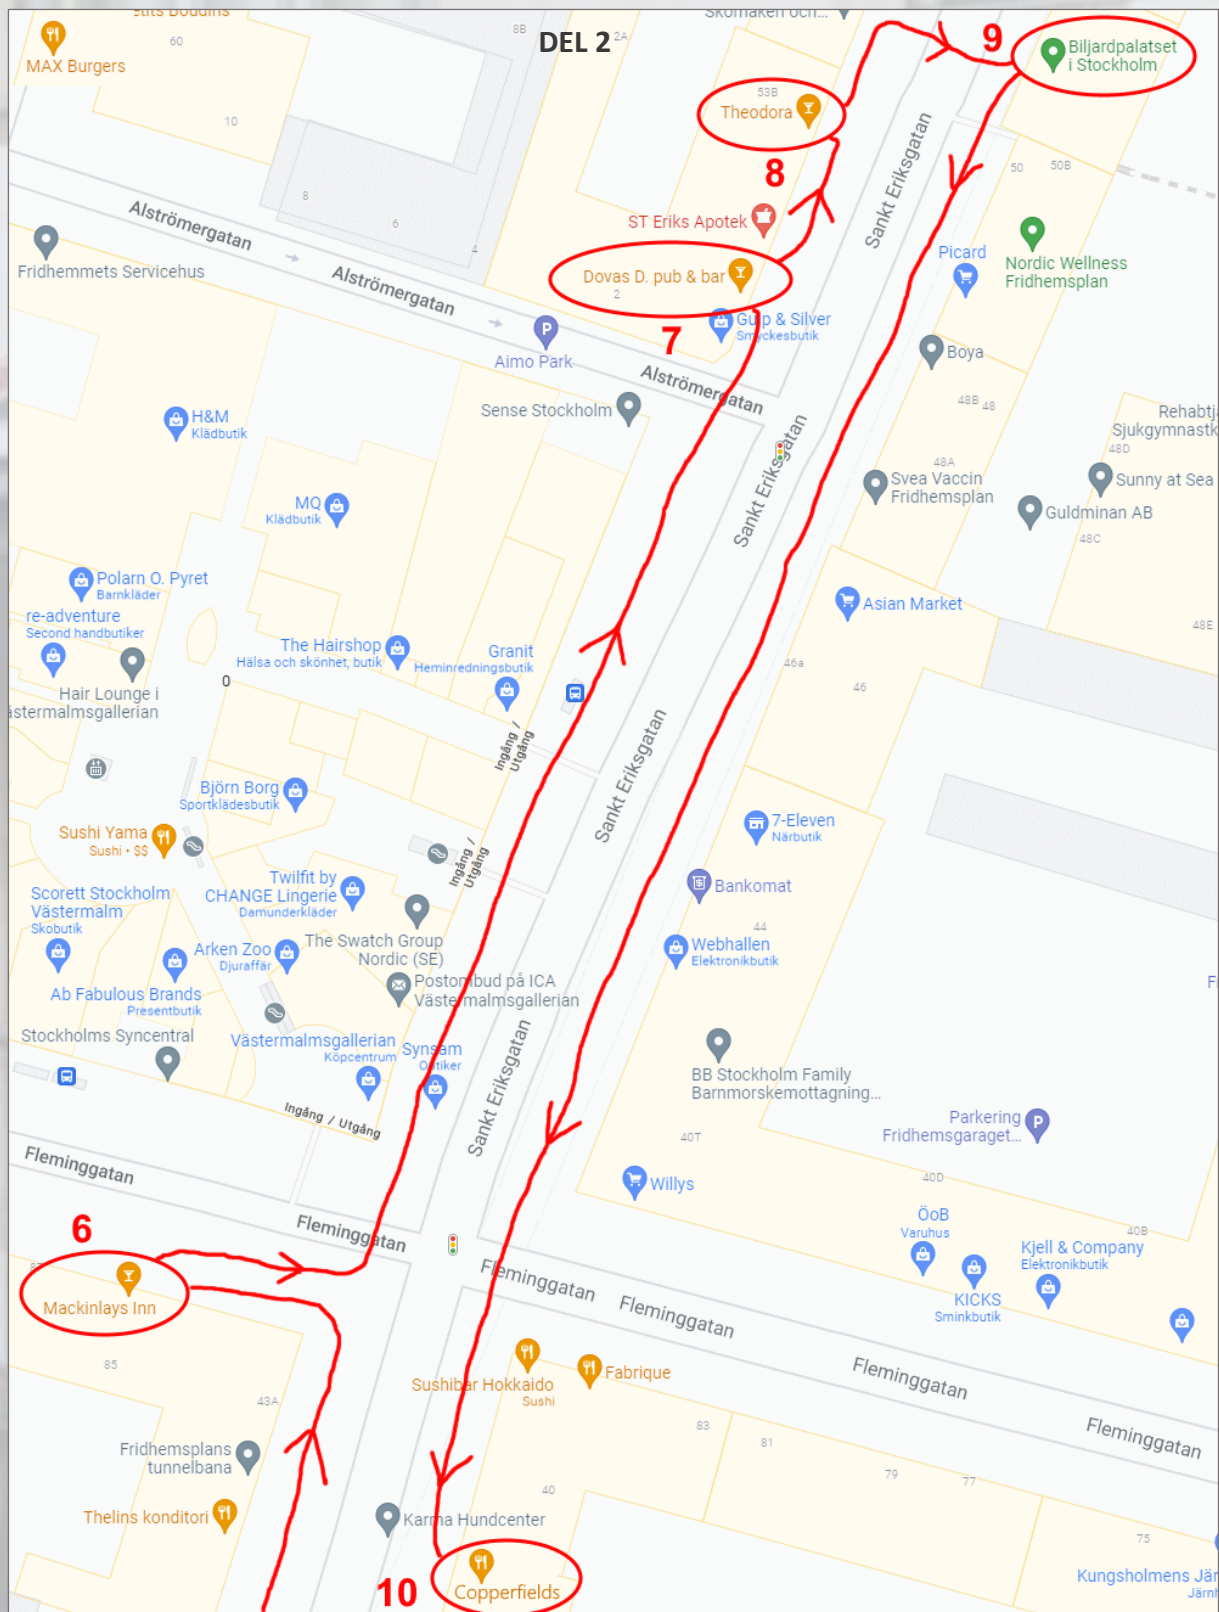 DEL 2
60
MAX Burgers
10
8B
2A
53B
Theodora
9
Biljardpalatset
i Stockholm
8
8
6
4
Alströmergatan
Sankt Eriksgatan
50
50B
ST Eriks Apotek
Fridhemmets Servicehus
Alströmergatan
Dovas D. pub & bar
2
Picard
Nordic Wellness
Fridhemsplan
7
Smyckesbutik
Aimo Park
Boya
Alströmergatan
Sense Stockholm
48B
48
H&M
Klädbutik
Sankt Eriksgatan
48D
48A
Svea Vaccin
Fridhemsplan
Sunny at Sea
MQ
Klädbutik
Guldminan AB
48C
Polarn O. Pyret
Barnkläder
re-adventure
Second handbutiker
Asian Market
48E
The Hairshop
Hälsa och skönhet, butik
Granit
Heminredningsbutik
46a
46
0
Hair Lounge i
Ingång /
Utgång
Sankt Eriksgatan
Björn Borg
Sportklädesbutik
7-Eleven
Närbutik
Sushi Yama
Sushi • $$
Ingång /
Utgång
Twilfit by
CHANGE Lingerie
Damunderkläder
Bankomat
Scorett Stockholm
Västermalm
Skobutik
44
The Swatch Group
Nordic (SE)
Arken Zoo
Djuraffär
Webhallen
Elektronikbutik
Postombud på ICA
Västermalmsgallerian
Ab Fabulous Brands
Presentbutik
Stockholms Syncentral
Västermalmsgallerian
Köpcentrum
Synsam
Optiker
Sankt Eriksgatan
BB Stockholm Family
Barnmorskemottagning...
Ingång / Utgång
Parkering
Fridhemsgaraget...
40T
Fleminggatan
40D
Willys
6
Fleminggatan
ÖoB
Varuhus
40B
Kjell & Company
Elektronikbutik
Fleminggatan
Mackinlays Inn
KICKS
Sminkbutik
Fleminggatan
85
Sushibar Hokkaido
Sushi
Fabrique
Fleminggatan
43A
83
81
Fleminggatan
Fridhemsplans
tunnelbana
79
77
40
Thelins konditori
Karma Hundcenter
75
10
Copperfields